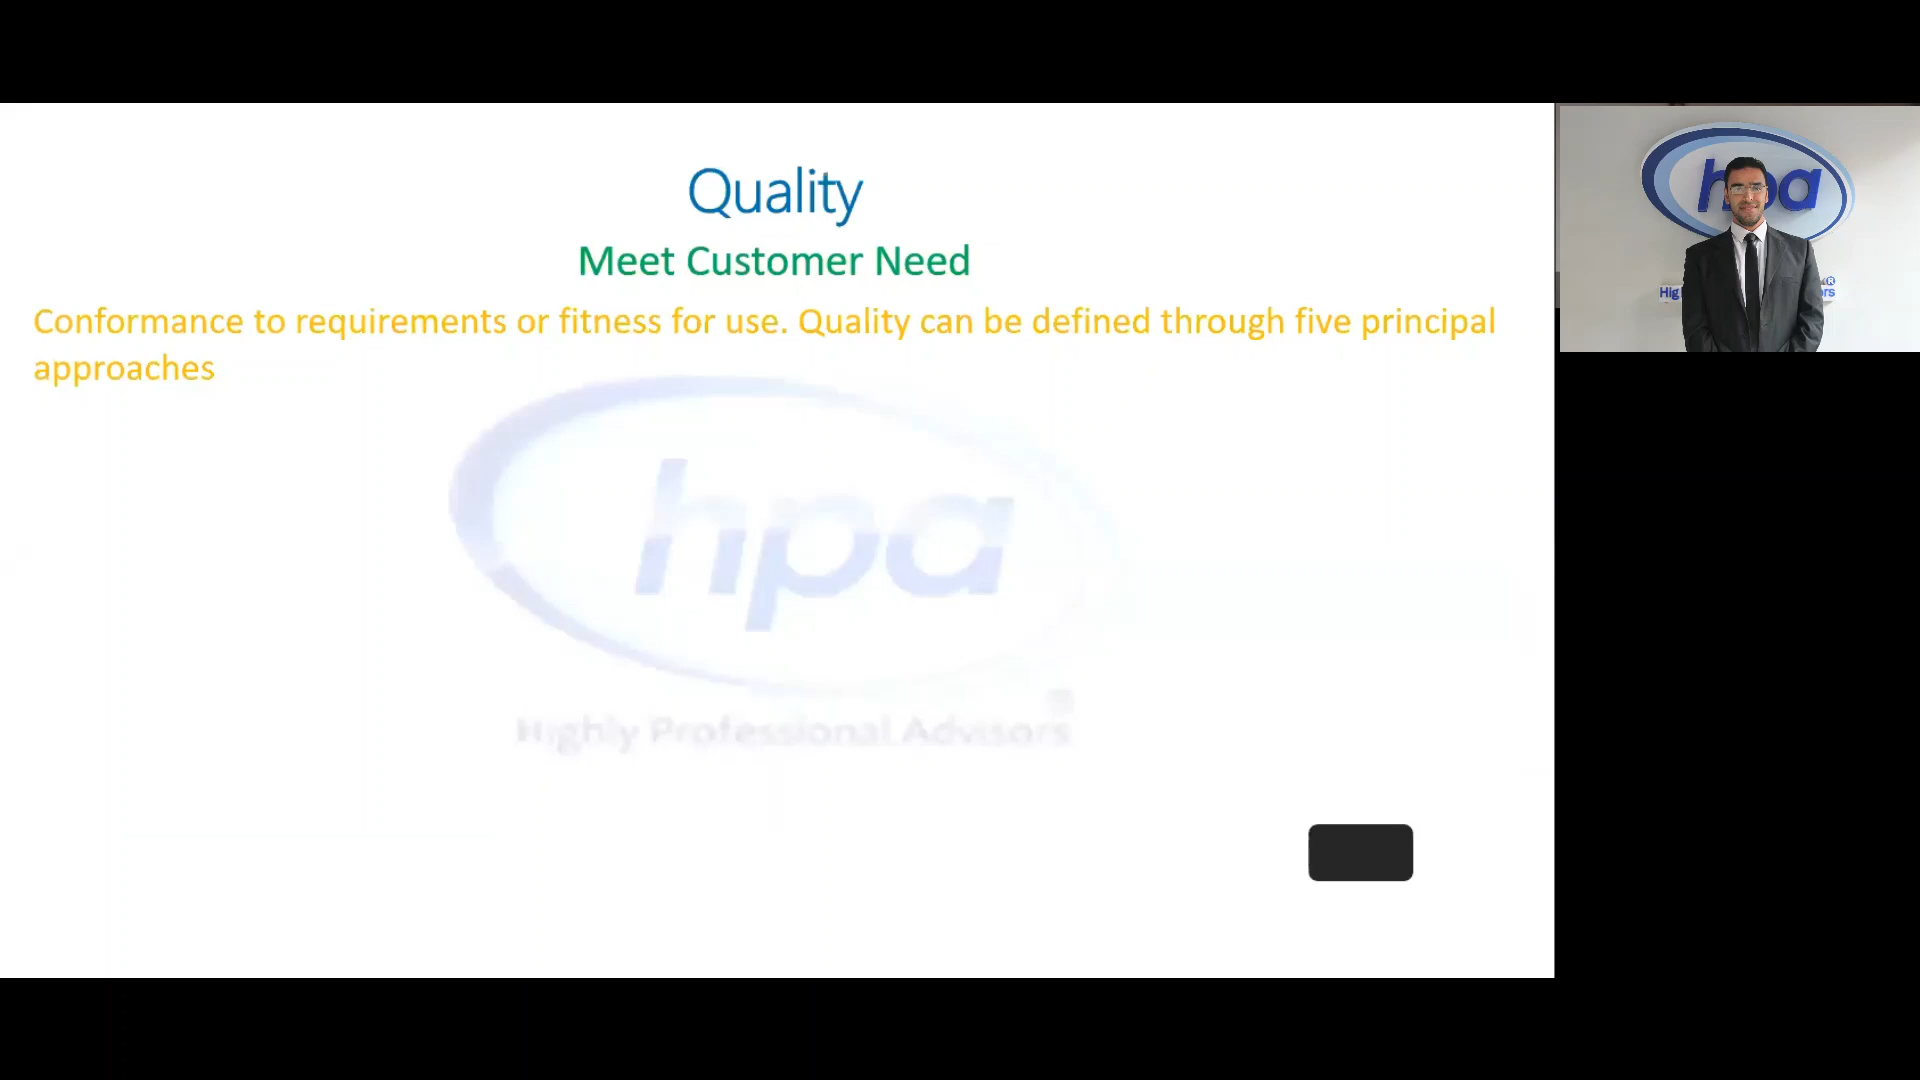 Quality
Meet Customer Need
Conformance to requirements or fitness for use. Quality can be defined through five principal
approaches
hpa
Highly Professional Advisors